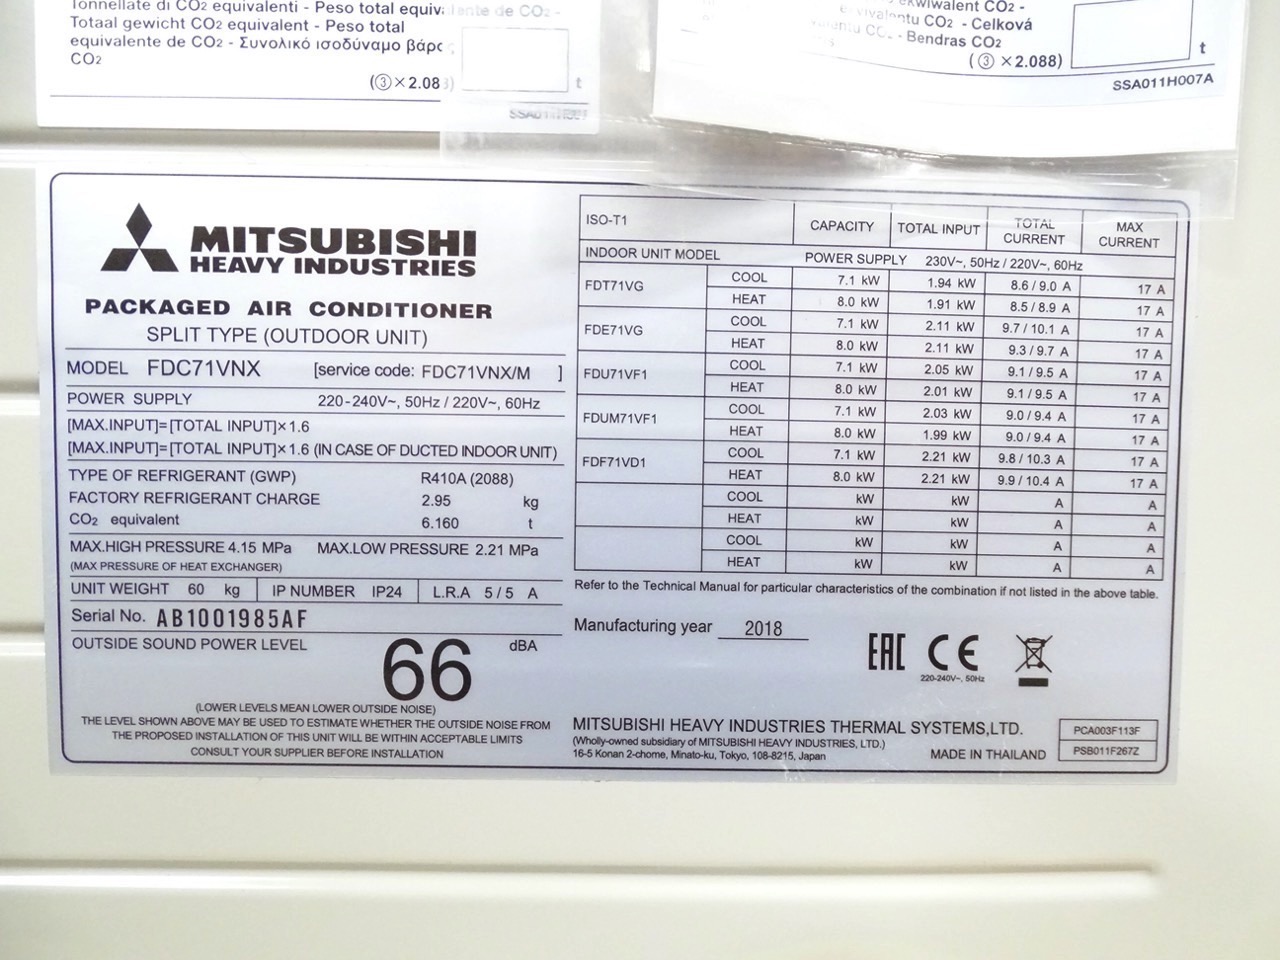 Tonnellate di CO2 equivalenti - Peso total equivalente de CO2 -
Totaal gewicht CO2 equivalent - Peso total
equivalente de CO2 - Συνολικό ισοδύναμο βάρος
CO2
(③×2.088)
t
CO2 -
CO2 - Celková
- Bendras CO2
(③×2.088)
t
SSA011H007A
MITSUBISHI
HEAVY INDUSTRIES
PACKAGED AIR CONDITIONER
SPLIT TYPE (OUTDOOR UNIT)
MODEL FDC71VNX [service code: FDC71VNX/M ]
POWER SUPPLY 220-240V~, 50Hz / 220V~, 60Hz
[MAX.INPUT]=[TOTAL INPUT]×1.6
[MAX.INPUT]=[TOTAL INPUT]×1.6 (IN CASE OF DUCTED INDOOR UNIT)
TYPE OF REFRIGERANT (GWP) R410A (2088)
FACTORY REFRIGERANT CHARGE 2.95 kg
CO2 equivalent 6.160 t
MAX.HIGH PRESSURE 4.15 MPa MAX.LOW PRESSURE 2.21 MPa
(MAX PRESSURE OF HEAT EXCHANGER)
UNIT WEIGHT 60 kg IP NUMBER IP24 L.R.A 5 / 5 A
Serial No. AB1001985AF
OUTSIDE SOUND POWER LEVEL 66 dBA
(LOWER LEVELS MEAN LOWER OUTSIDE NOISE)
THE LEVEL SHOWN ABOVE MAY BE USED TO ESTIMATE WHETHER THE OUTSIDE NOISE FROM
THE PROPOSED INSTALLATION OF THIS UNIT WILL BE WITHIN ACCEPTABLE LIMITS
CONSULT YOUR SUPPLIER BEFORE INSTALLATION
ISO-T1 CAPACITY TOTAL INPUT TOTAL CURRENT MAX CURRENT
INDOOR UNIT MODEL POWER SUPPLY 230V~, 50Hz / 220V~, 60Hz
FDT71VG COOL 7.1 kW 1.94 kW 8.6 / 9.0 A 17 A
HEAT 8.0 kW 1.91 kW 8.5 / 8.9 A 17 A
FDE71VG COOL 7.1 kW 2.11 kW 9.7 / 10.1 A 17 A
HEAT 8.0 kW 2.11 kW 9.3 / 9.7 A 17 A
FDU71VF1 COOL 7.1 kW 2.05 kW 9.1 / 9.5 A 17 A
HEAT 8.0 kW 2.01 kW 9.1 / 9.5 A 17 A
FDUM71VF1 COOL 7.1 kW 2.03 kW 9.0 / 9.4 A 17 A
HEAT 8.0 kW 1.99 kW 9.0 / 9.4 A 17 A
FDF71VD1 COOL 7.1 kW 2.21 kW 9.8 / 10.3 A 17 A
HEAT 8.0 kW 2.21 kW 9.9 / 10.4 A 17 A
COOL kW kW A A
HEAT kW kW A A
COOL kW kW A A
HEAT kW kW A A
Refer to the Technical Manual for particular characteristics of the combination if not listed in the above table.
Manufacturing year 2018
EAC CE
220-240V~, 50Hz
MITSUBISHI HEAVY INDUSTRIES THERMAL SYSTEMS,LTD.
(Wholly-owned subsidiary of MITSUBISHI HEAVY INDUSTRIES, LTD.)
16-5 Konan 2-chome, Minato-ku, Tokyo, 108-8215, Japan
MADE IN THAILAND
PCA003F113F
PSB011F267Z